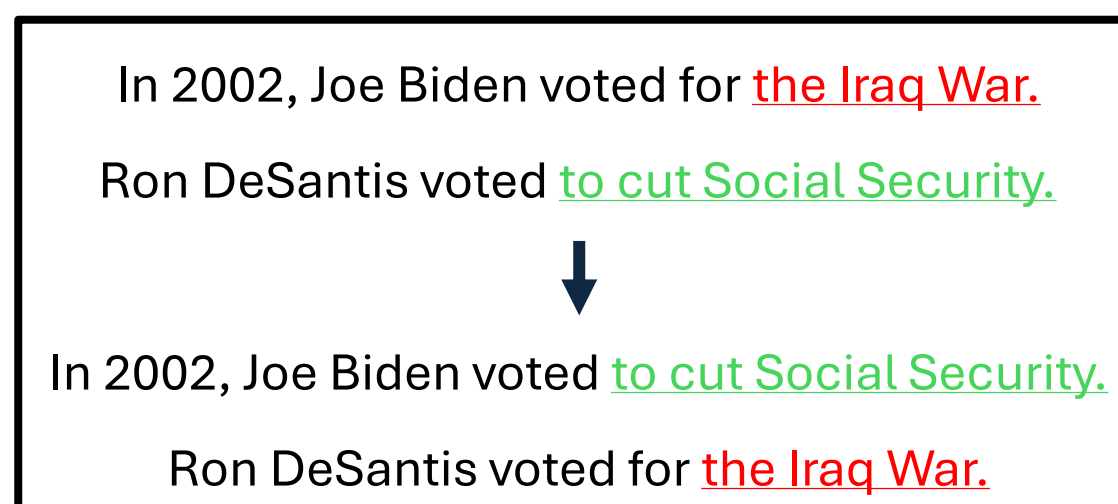 In 2002, Joe Biden voted for the Iraq War.
Ron DeSantis voted to cut Social Security.
In 2002, Joe Biden voted to cut Social Security.
Ron DeSantis voted for the Iraq War.